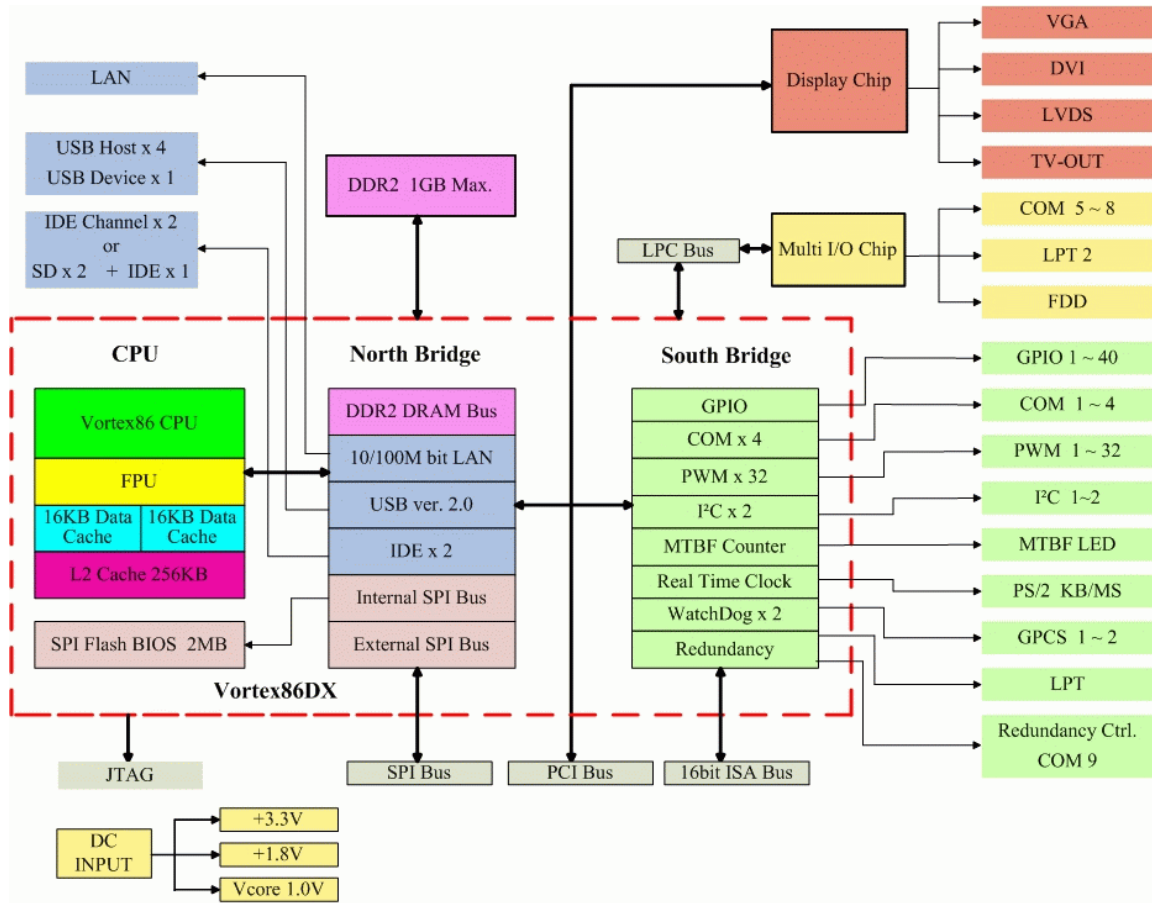 LAN
USB Host x 4
USB Device x 1
IDE Channel x 2
or
SD x 2 + IDE x 1
DDR2 1GB Max.
LPC Bus
Display Chip
Multi I/O Chip
VGA
DVI
LVDS
TV-OUT
COM 5 ~ 8
LPT 2
FDD
CPU
Vortex86 CPU
FPU
16KB Data
Cache
16KB Data
Cache
L2 Cache 256KB
SPI Flash BIOS 2MB
North Bridge
DDR2 DRAM Bus
10/100M bit LAN
USB ver. 2.0
IDE x 2
Internal SPI Bus
External SPI Bus
South Bridge
GPIO
COM x 4
PWM x 32
I²C x 2
MTBF Counter
Real Time Clock
WatchDog x 2
Redundancy
Vortex86DX
GPIO 1 ~ 40
COM 1 ~ 4
PWM 1 ~ 32
I²C 1~2
MTBF LED
PS/2 KB/MS
GPCS 1 ~ 2
LPT
Redundancy Ctrl.
COM 9
JTAG
SPI Bus
PCI Bus
16bit ISA Bus
DC
INPUT
+3.3V
+1.8V
Vcore 1.0V